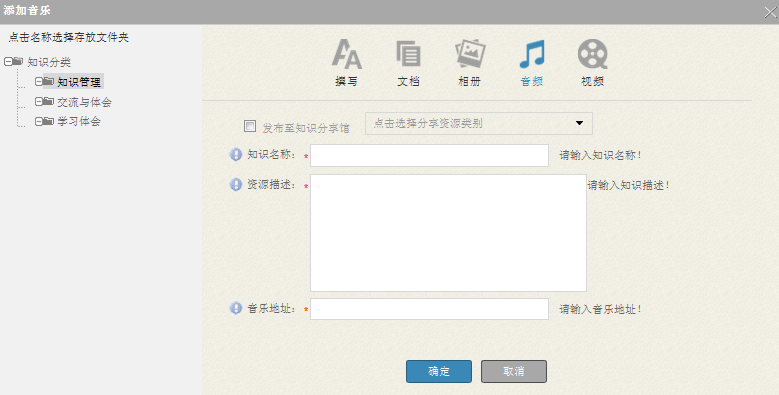 添加音乐
点击名称选择存放文件夹
知识分类
知识管理
交流与体会
学习体会
撰写 文档 相册 音频 视频
发布至知识分享馆 点击选择分享资源类别
知识名称：* 请输入知识名称！
资源描述：* 请输入知识描述！
音乐地址：* 请输入音乐地址！
确定 取消